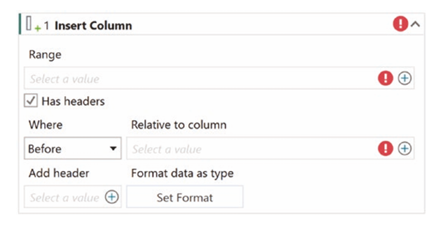 1 Insert Column
Range
Select a value
Has headers
Where Relative to column
Before Select a value
Add header Format data as type
Select a value Set Format